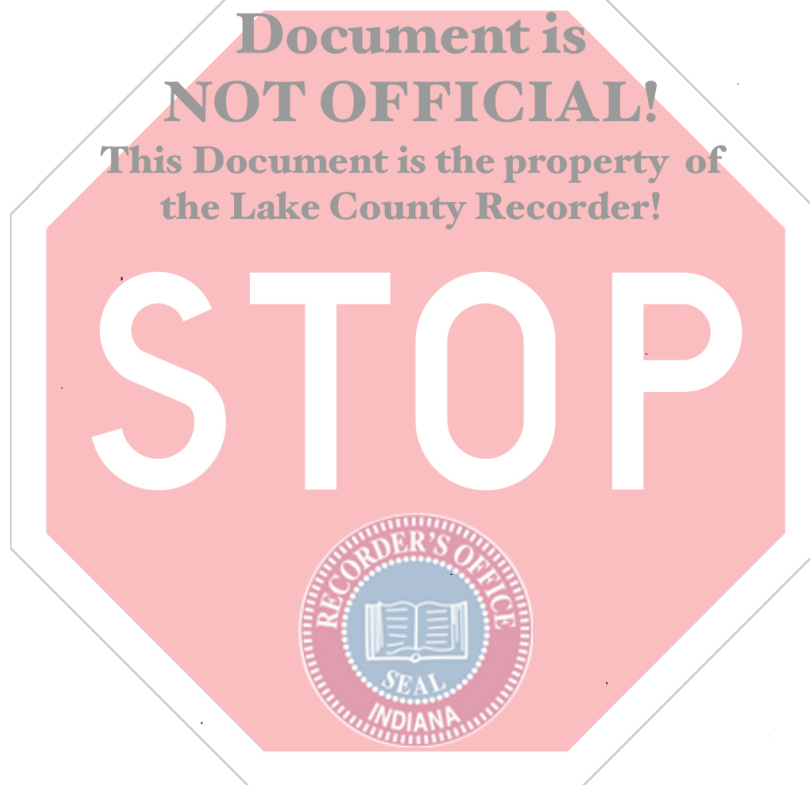 Document is
NOT OFFICIAL!
This Document is the property of
the Lake County Recorder!
STOP
RECORDER'S OFFICE
SEAL
INDIANA